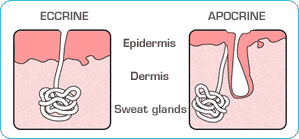 ECCRINE
APOCRINE
Epidermis
Dermis
Sweat glands